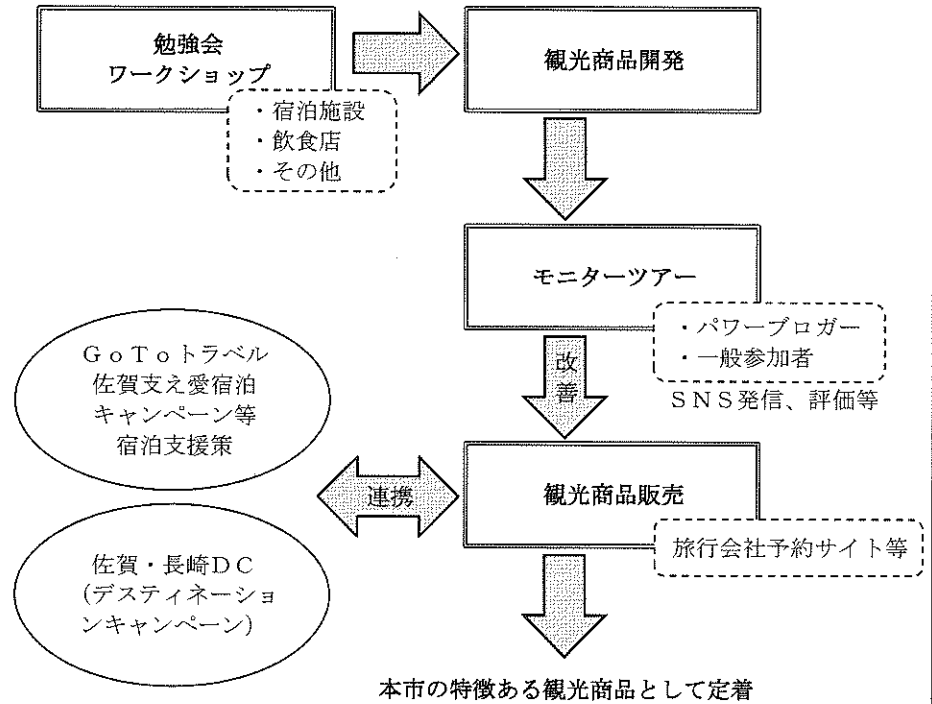 勉強会
ワークショップ
・宿泊施設
・飲食店
・その他
観光商品開発
モニターツアー
・パワーブロガー
・一般参加者
ＳＮＳ発信、評価等
改
善
ＧｏＴｏトラベル
佐賀支え愛宿泊
キャンペーン等
宿泊支援策
連携
観光商品販売
旅行会社予約サイト等
佐賀・長崎ＤＣ
(デスティネーショ
ンキャンペーン)
本市の特徴ある観光商品として定着